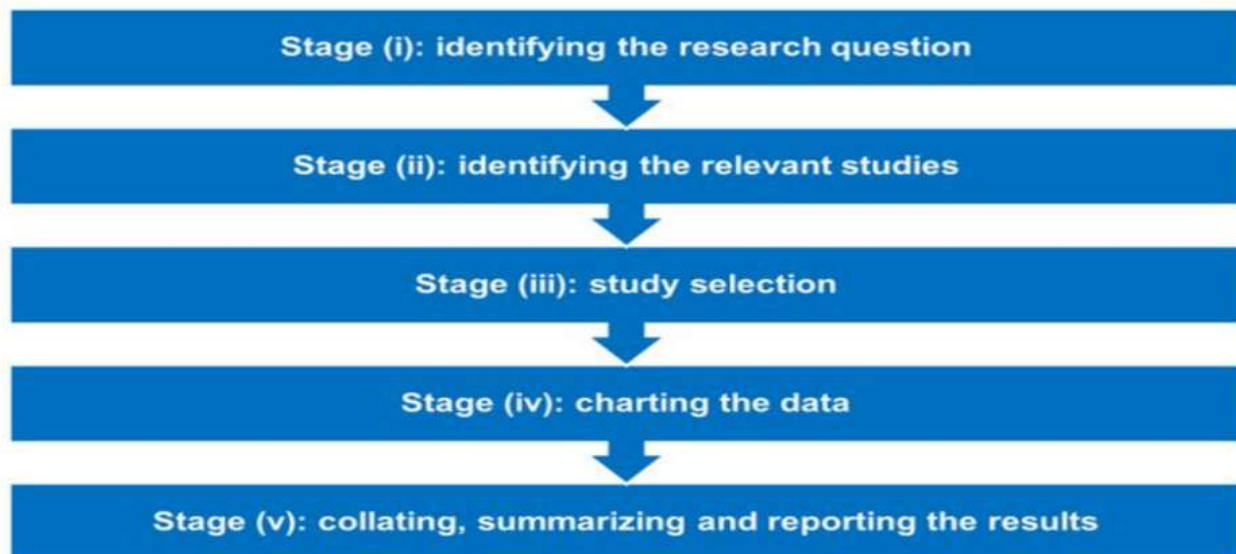 Stage (i): identifying the research question
Stage (ii): identifying the relevant studies
Stage (iii): study selection
Stage (iv): charting the data
Stage (v): collating, summarizing and reporting the results